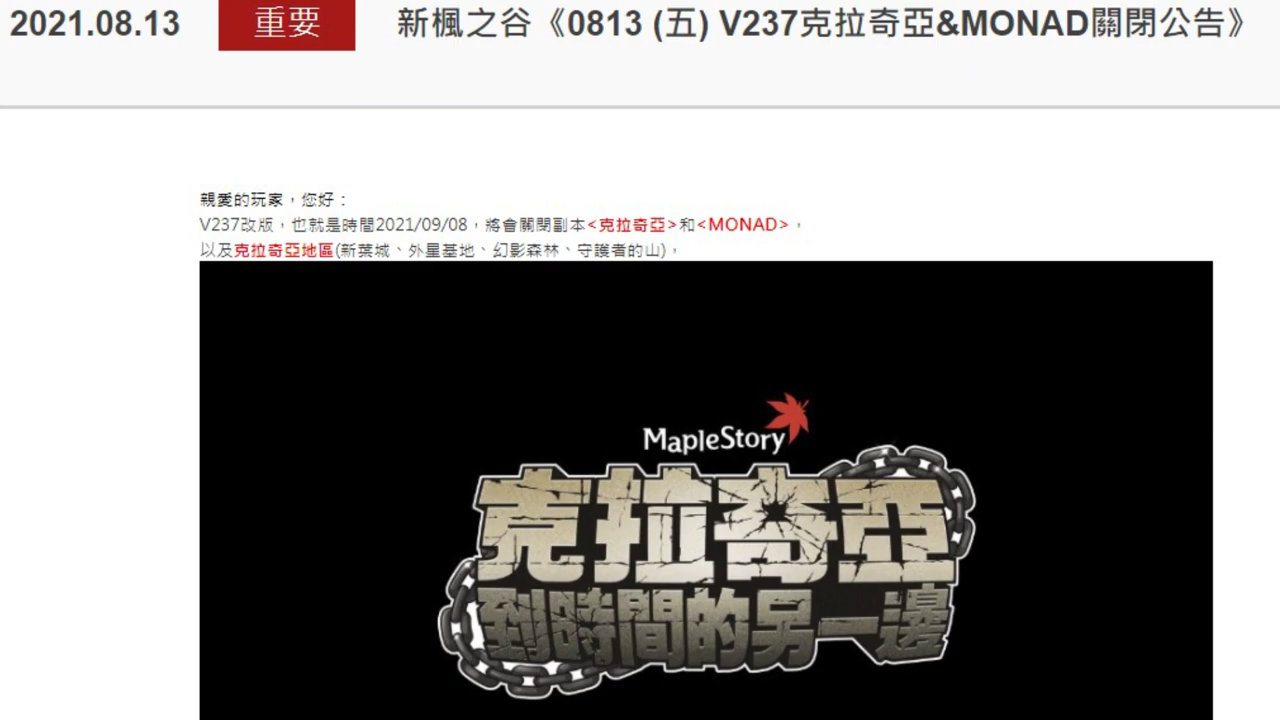 2021.08.13 重要 新楓之谷《0813 (五) V237克拉奇亞&MONAD關閉公告》
親愛的玩家，您好：
V237改版，也就是時間2021/09/08，將會關閉副本<克拉奇亞>和<MONAD>，
以及克拉奇亞地區(新葉城、外星基地、幻影森林、守護者的山)，
MapleStory
克拉奇亞
到時間的另一邊